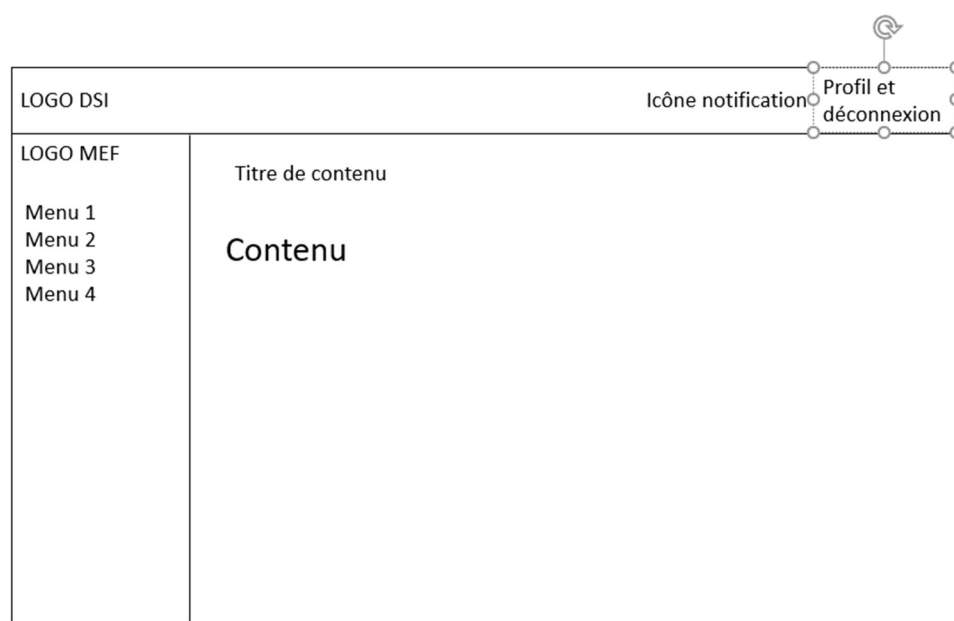 LOGO DSI
Icône notification
Profil et
déconnexion
LOGO MEF
Menu 1
Menu 2
Menu 3
Menu 4
Titre de contenu
Contenu